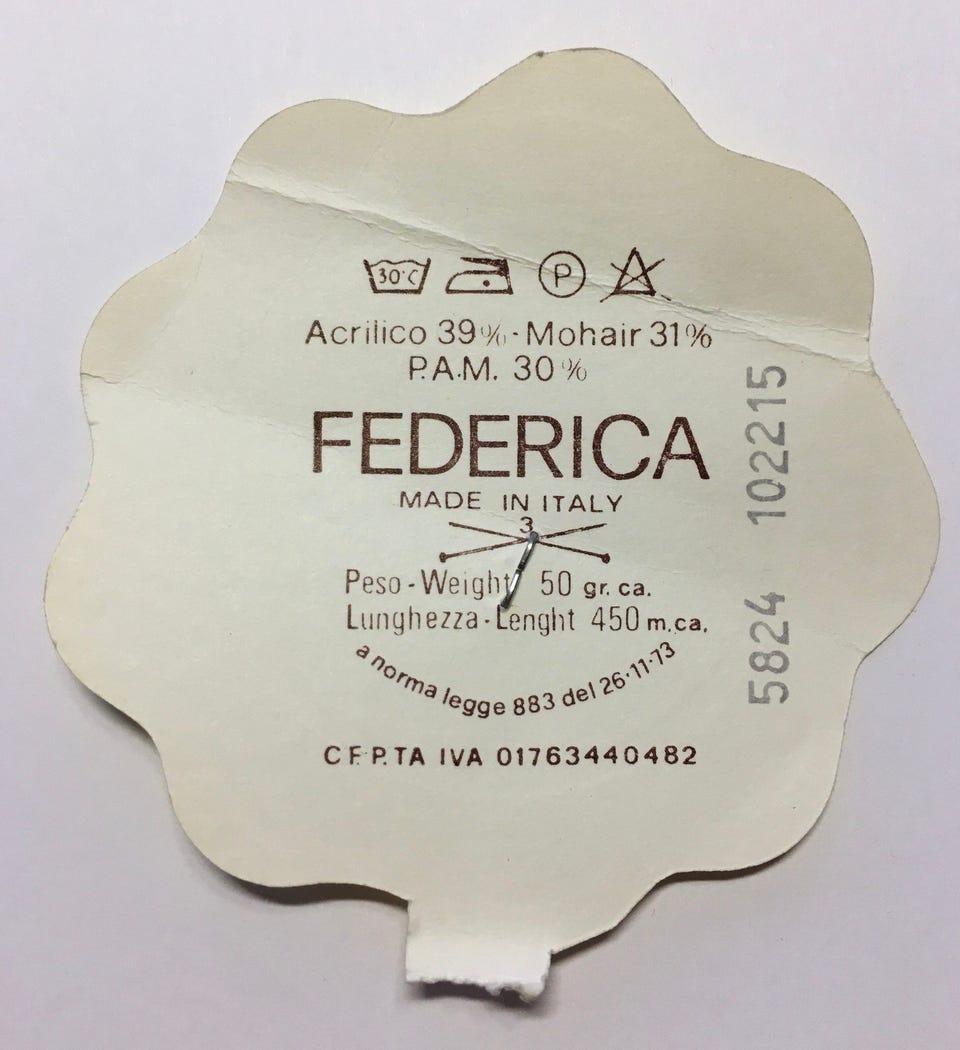 30°C P
Acrilico 39% - Mohair 31%
P.A.M. 30%
FEDERICA
MADE IN ITALY
3
Peso - Weight 50 gr. ca.
Lunghezza - Lenght 450 m.ca.
a norma legge 883 del 26·11·73
C.F.P.TA IVA 01763440482
5824 102215